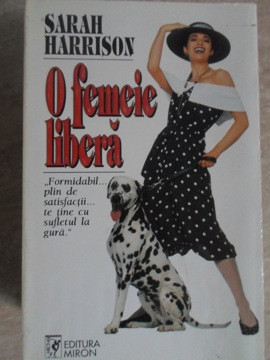 SARAH
HARRISON
O femeie
liberă
„Formidabil...
plin de
satisfacții...
te ține cu
sufletul la
gură.”
EDITURA
MIRON